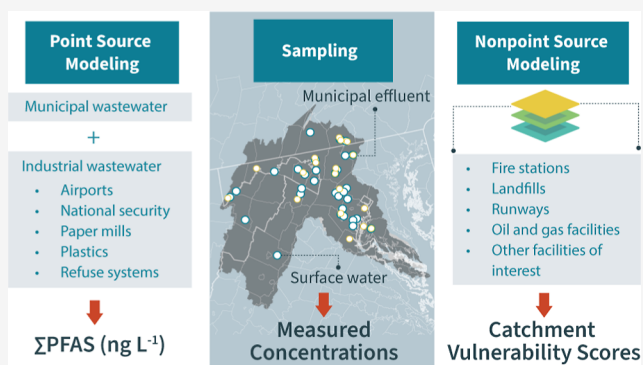 Point Source
Modeling
Municipal wastewater
+
Industrial wastewater
• Airports
• National security
• Paper mills
• Plastics
• Refuse systems
∑PFAS (ng L⁻¹)
Sampling
Municipal effluent
Surface water
Measured
Concentrations
Nonpoint Source
Modeling
• Fire stations
• Landfills
• Runways
• Oil and gas facilities
• Other facilities of
interest
Catchment
Vulnerability Scores